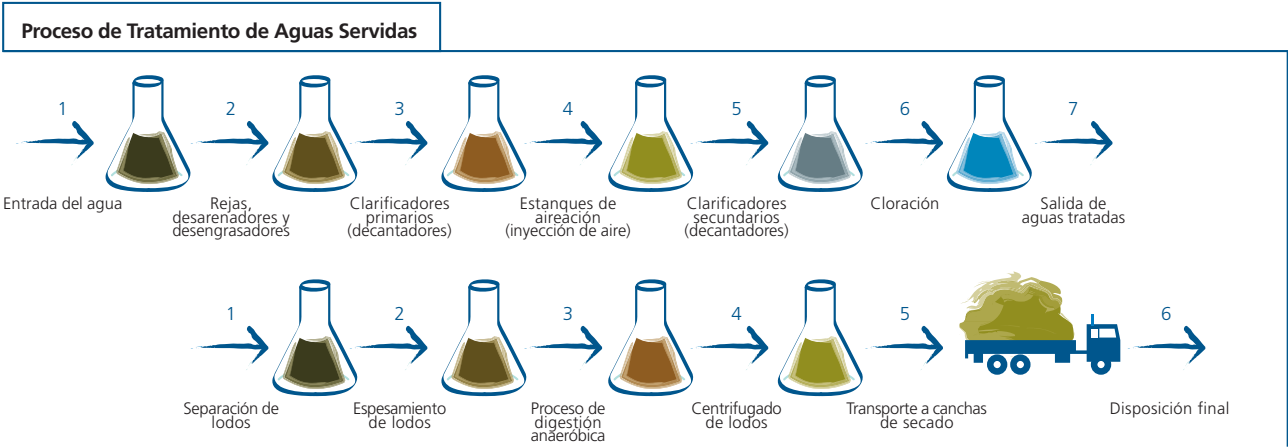 Proceso de Tratamiento de Aguas Servidas
1
2
3
4
5
6
7
Entrada del agua
Rejas,
desarenadores y
desengrasadores
Clarificadores
primarios
(decantadores)
Estanques de
aireación
(inyección de aire)
Clarificadores
secundarios
(decantadores)
Cloración
Salida de
aguas tratadas
1
2
3
4
5
6
Separación de
lodos
Espesamiento
de lodos
Proceso de
digestión
anaeróbica
Centrifugado
de lodos
Transporte a canchas
de secado
Disposición final